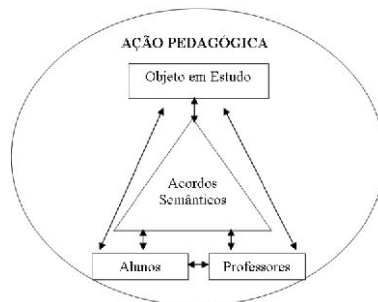 AÇÃO PEDAGÓGICA
Objeto em Estudo
Acordos
Semânticos
Alunos
Professores